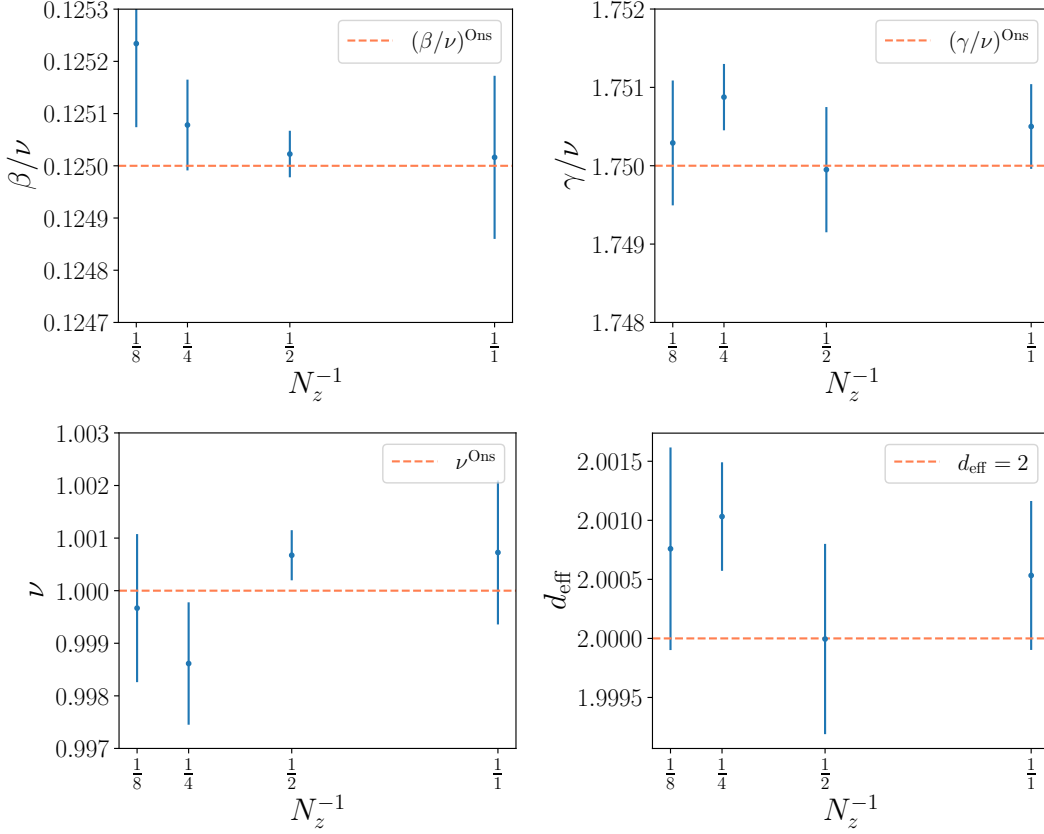 0.1253
0.1252
0.1251
0.1250
0.1249
0.1248
0.1247
β/ν
(β/ν)^Ons
1/8 1/4 1/2 1/1
N_z^{-1}
1.752
1.751
1.750
1.749
1.748
γ/ν
(γ/ν)^Ons
1/8 1/4 1/2 1/1
N_z^{-1}
1.003
1.002
1.001
1.000
0.999
0.998
0.997
ν
ν^Ons
1/8 1/4 1/2 1/1
N_z^{-1}
2.0015
2.0010
2.0005
2.0000
1.9995
d_eff
d_eff = 2
1/8 1/4 1/2 1/1
N_z^{-1}